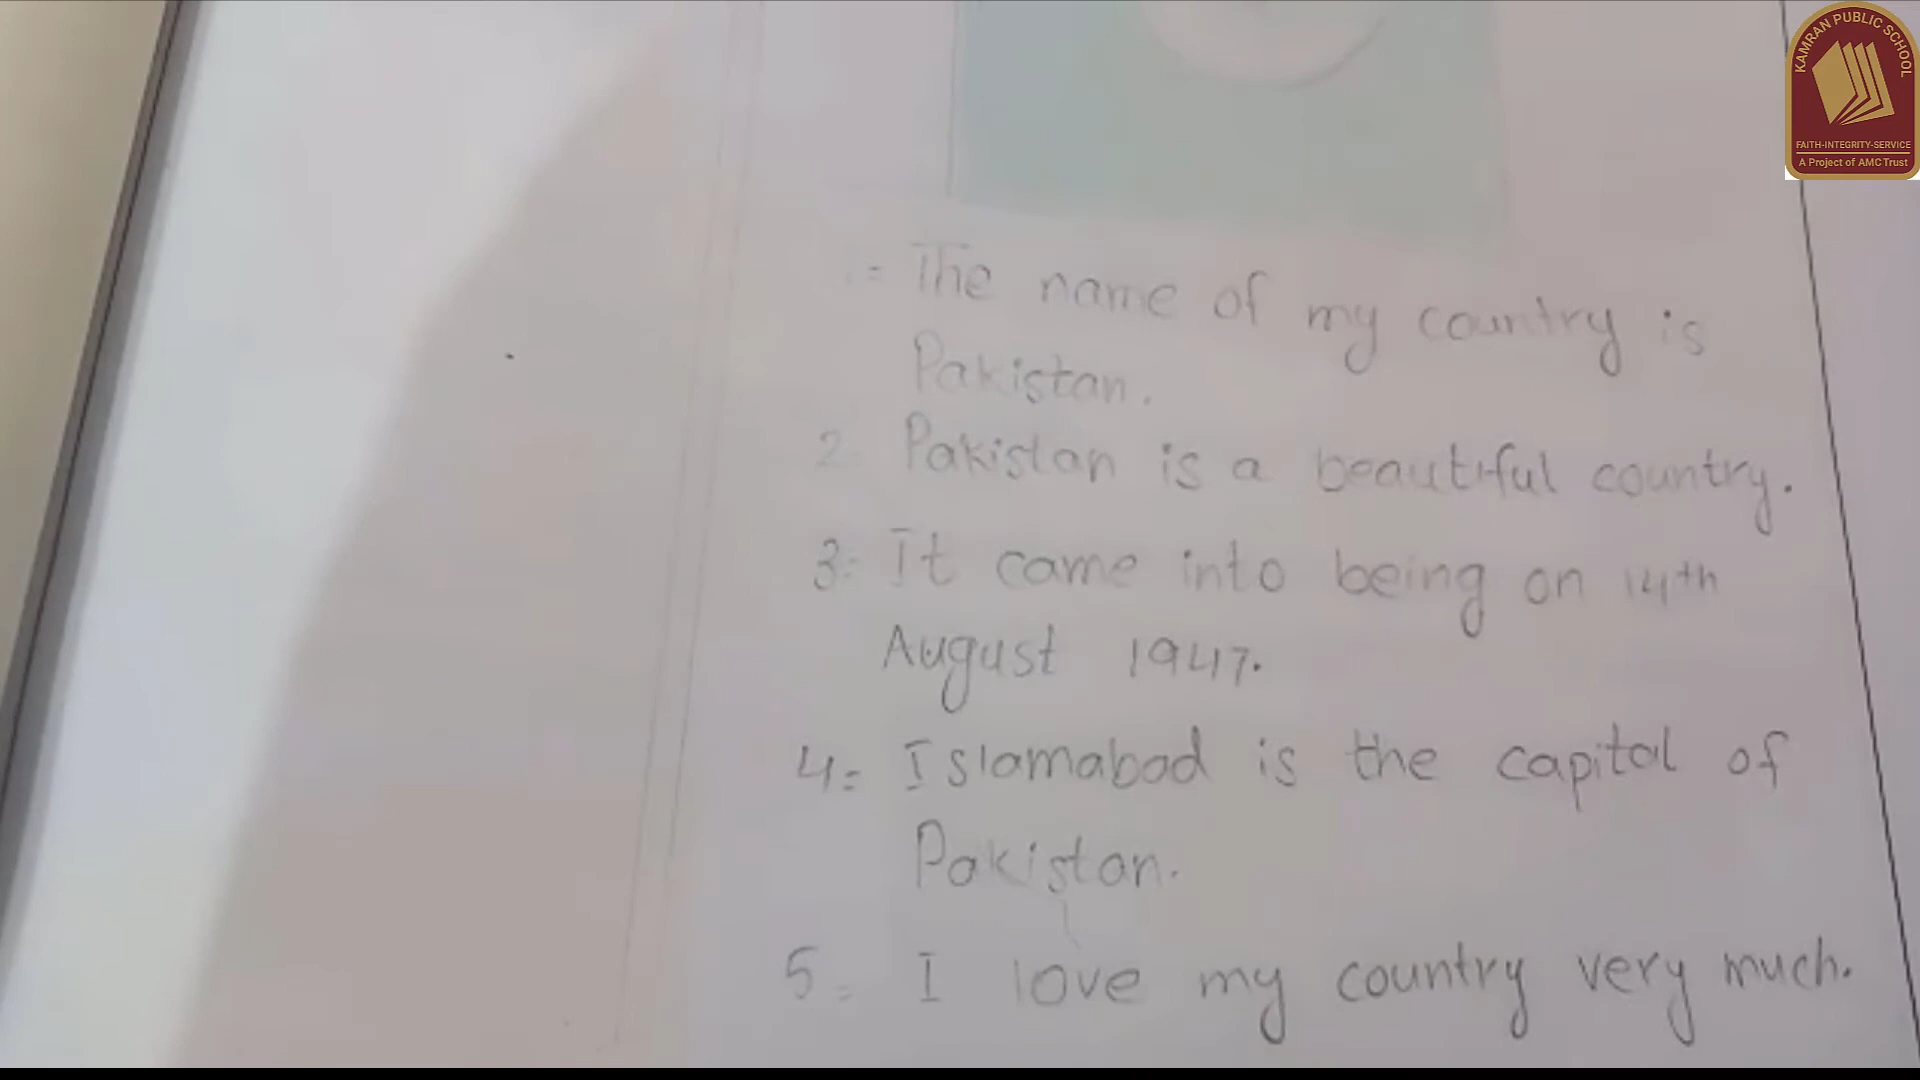 KAMRAN PUBLIC SCHOOL
FAITH-INTEGRITY-SERVICE
A Project of AMC Trust
The name of my country is
Pakistan.
2 Pakistan is a beautiful country.
3= It came into being on 14th
August 1947.
4= Islamabad is the capital of
Pakistan.
5= I love my country very much.